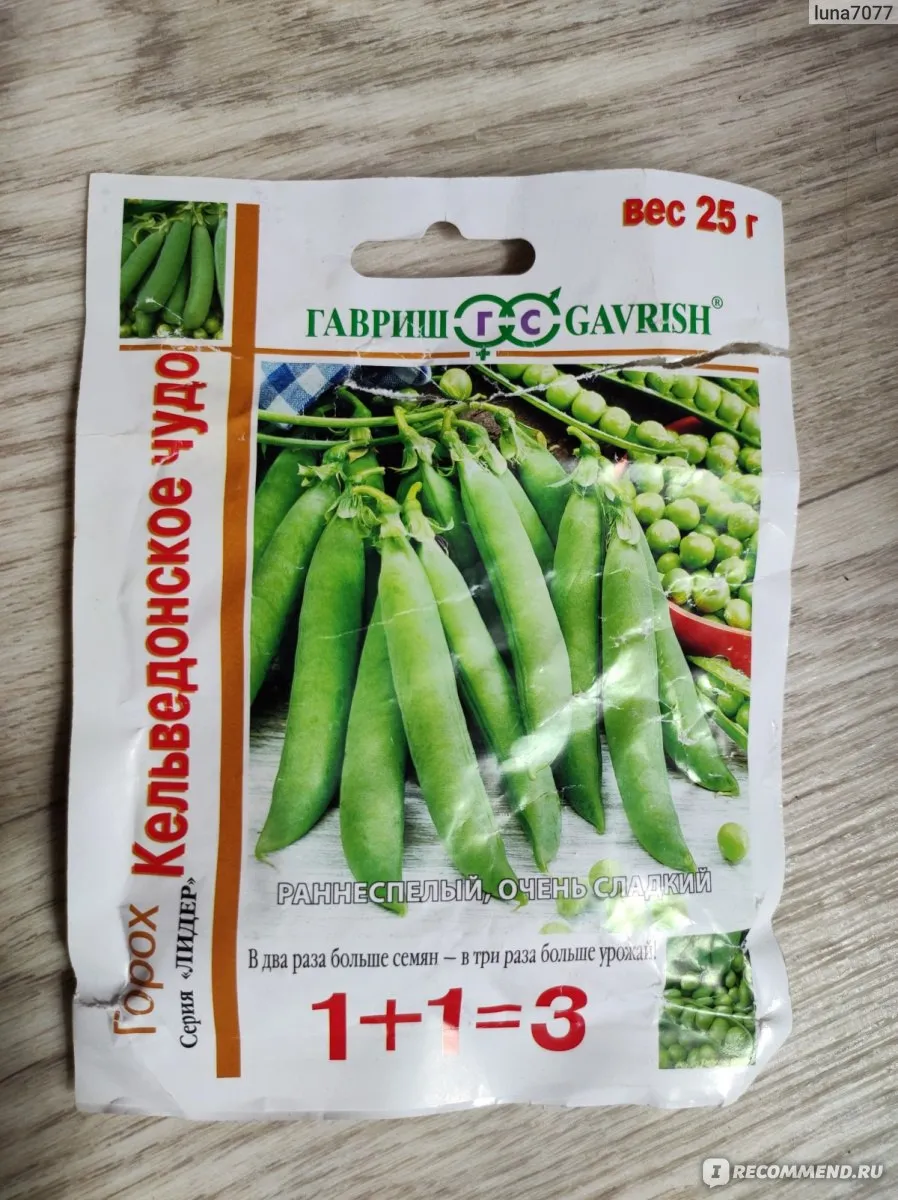 luna7077
вес 25 г
ГАВРИШ ГС GAVRISH®
Горох Кельведонское чудо
Серия «ЛИДЕР»
РАННЕСПЕЛЫЙ, ОЧЕНЬ СЛАДКИЙ
В два раза больше семян – в три раза больше урожай!
1+1=3
IRECOMMEND.RU